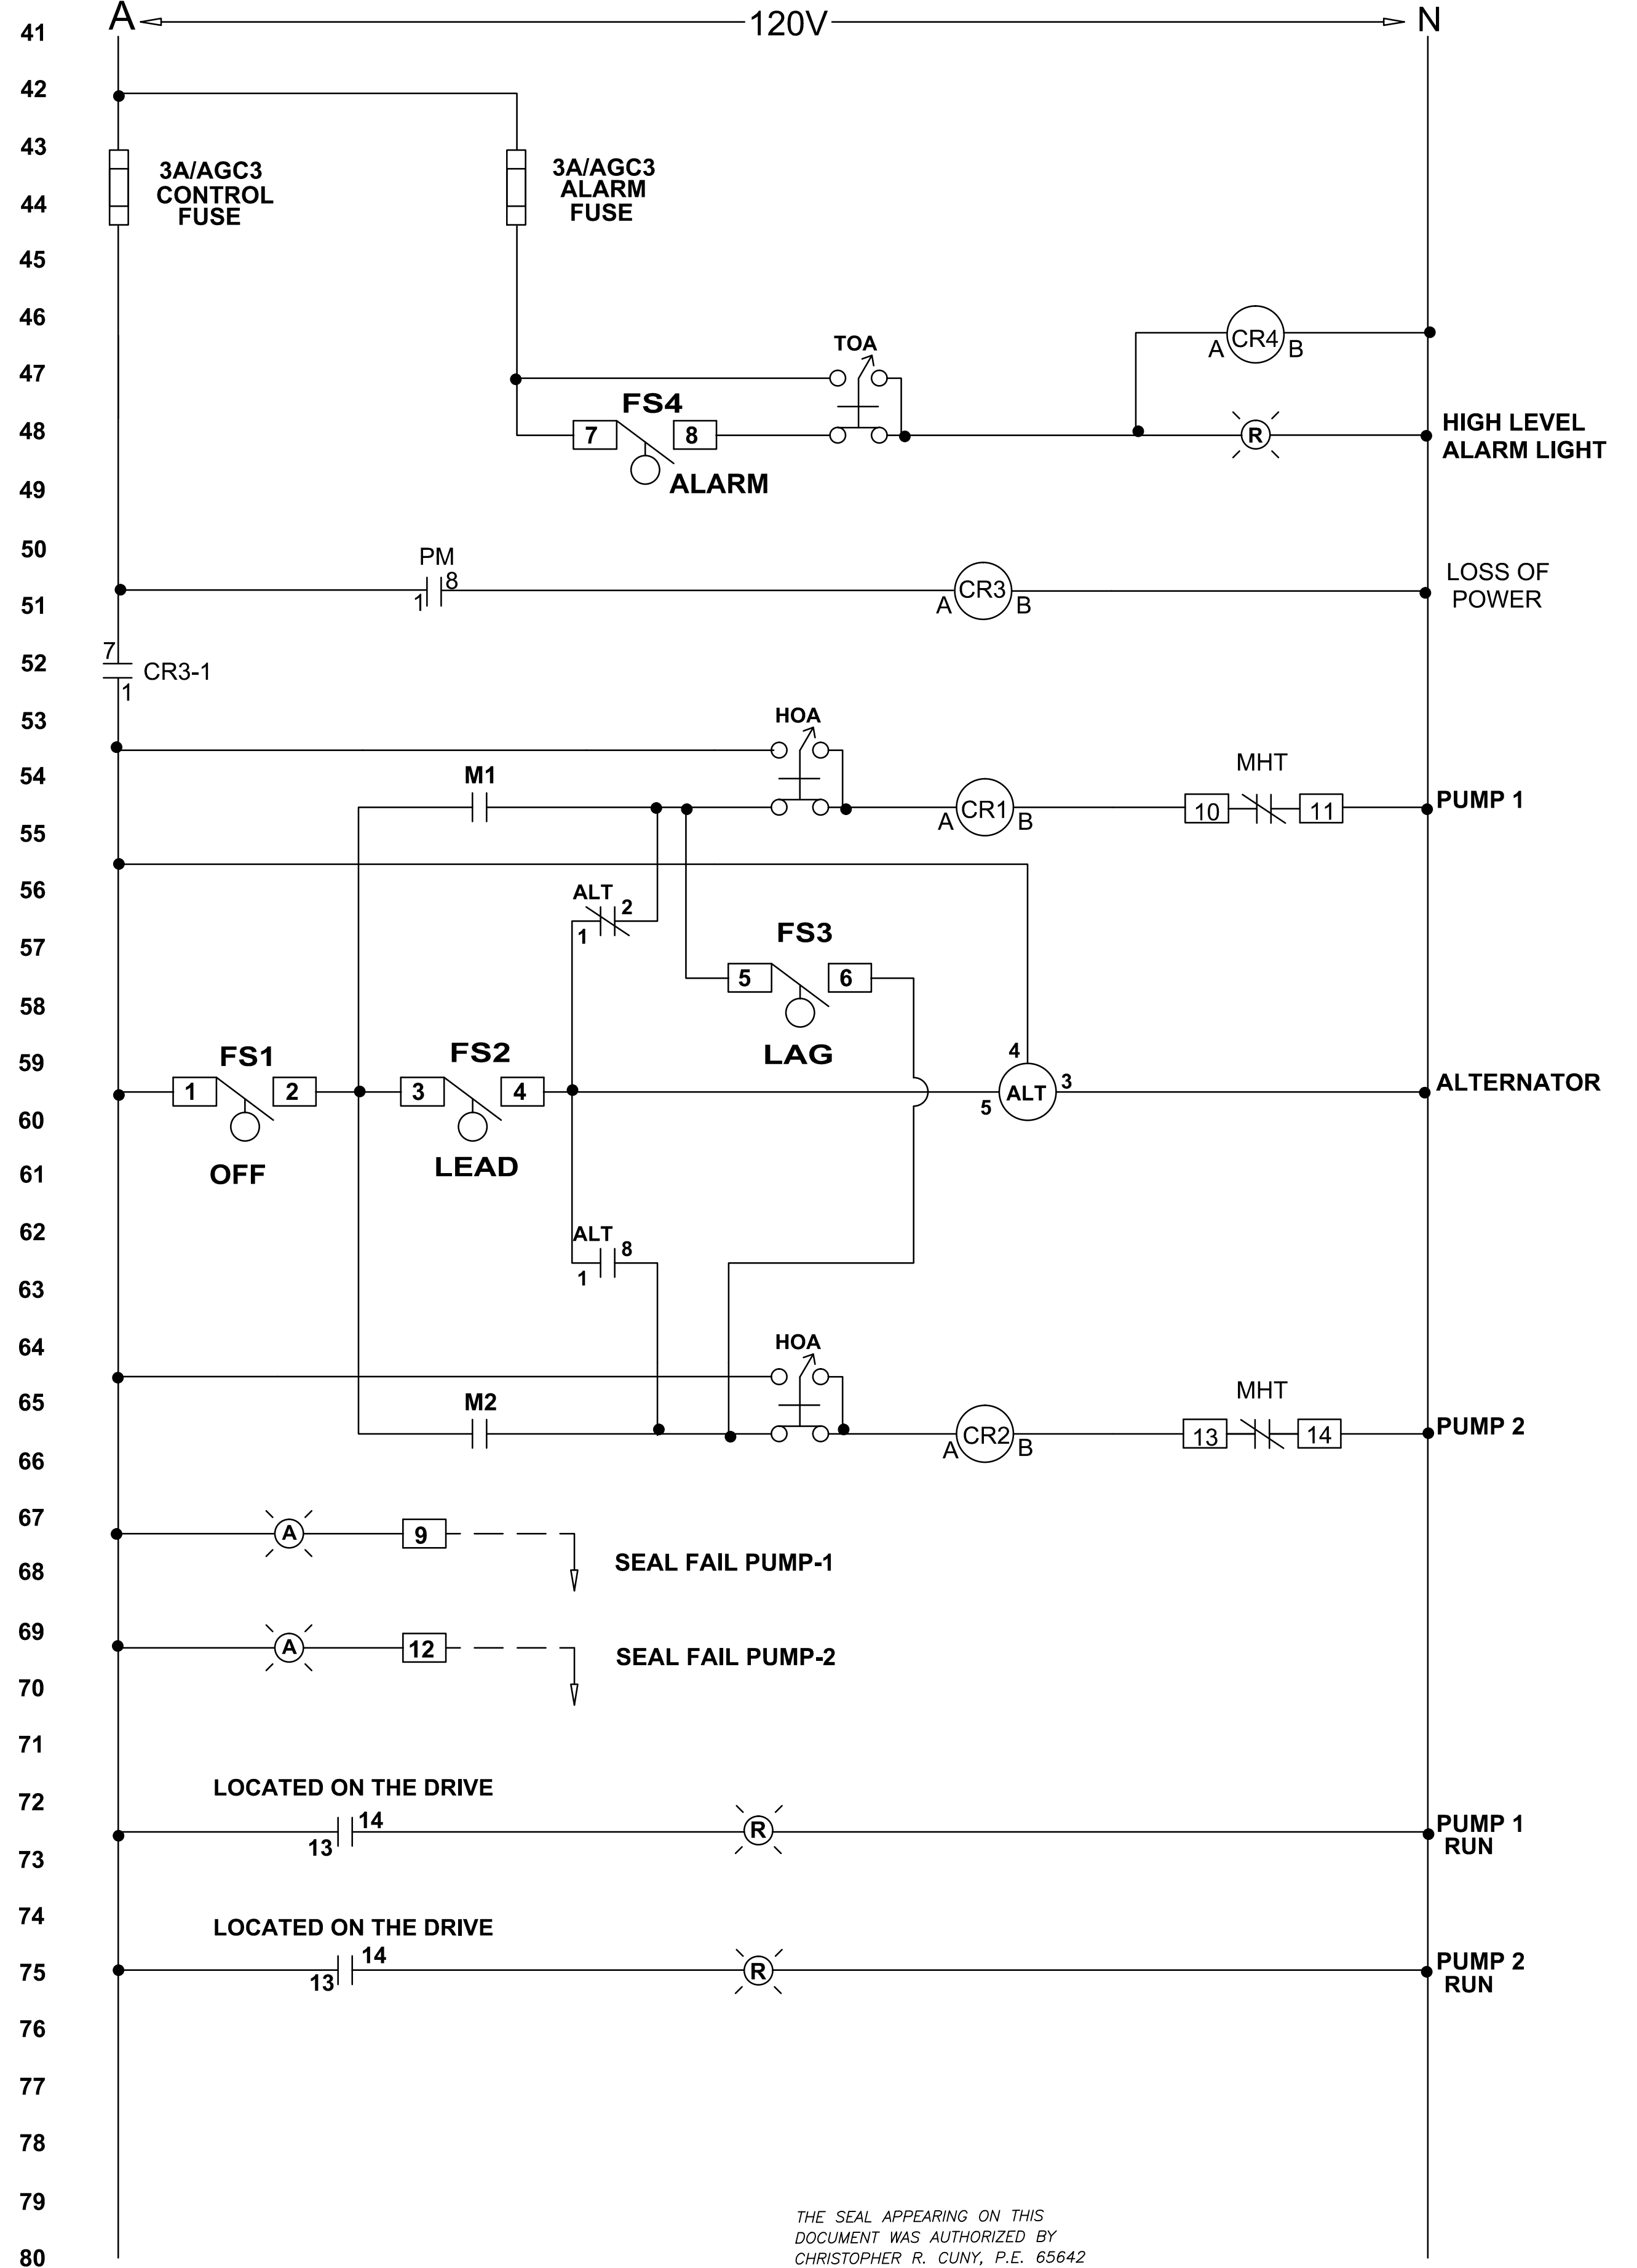 A 120V N
41
42
43
3A/AGC3
CONTROL
FUSE
3A/AGC3
ALARM
FUSE
44
45
46
CR4
A B
TOA
47
FS4
48
7 8
R
HIGH LEVEL
ALARM LIGHT
ALARM
49
50
PM
1 8
CR3
A B
LOSS OF
POWER
51
52
7
CR3-1
1
53
HOA
54
M1
MHT
CR1
A B
10 11
PUMP 1
55
56
ALT
1 2
57
FS3
5 6
58
LAG
59
FS1
FS2
4
1 2
3 4
ALT
5 3
ALTERNATOR
60
OFF
LEAD
61
62
ALT
1 8
63
64
HOA
65
M2
MHT
CR2
A B
13 14
PUMP 2
66
67
A 9
SEAL FAIL PUMP-1
68
69
A 12
SEAL FAIL PUMP-2
70
71
LOCATED ON THE DRIVE
72
13 14
R
PUMP 1
RUN
73
74
LOCATED ON THE DRIVE
75
13 14
R
PUMP 2
RUN
76
77
78
79
80
THE SEAL APPEARING ON THIS
DOCUMENT WAS AUTHORIZED BY
CHRISTOPHER R. CUNY, P.E. 65642